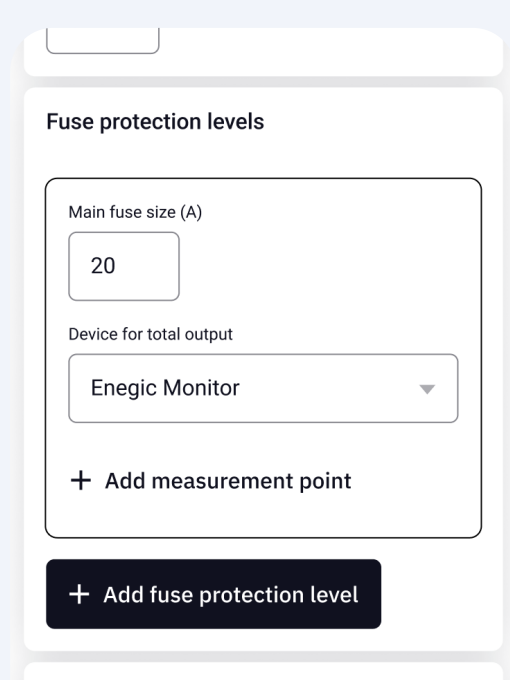 Fuse protection levels
Main fuse size (A)
20
Device for total output
Enegic Monitor
+ Add measurement point
+ Add fuse protection level